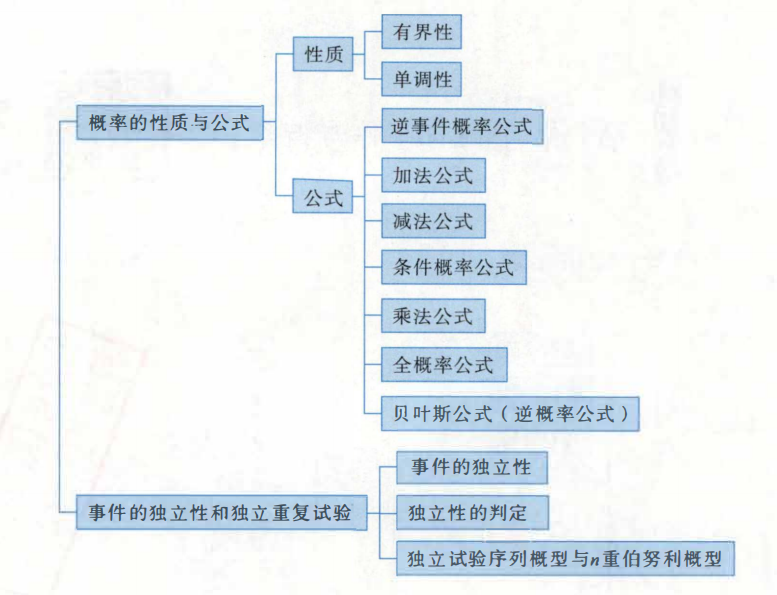 有界性
性质
单调性
概率的性质与公式
逆事件概率公式
加法公式
公式
减法公式
条件概率公式
乘法公式
全概率公式
贝叶斯公式（逆概率公式）
事件的独立性
事件的独立性和独立重复试验
独立性的判定
独立试验序列概型与n重伯努利概型